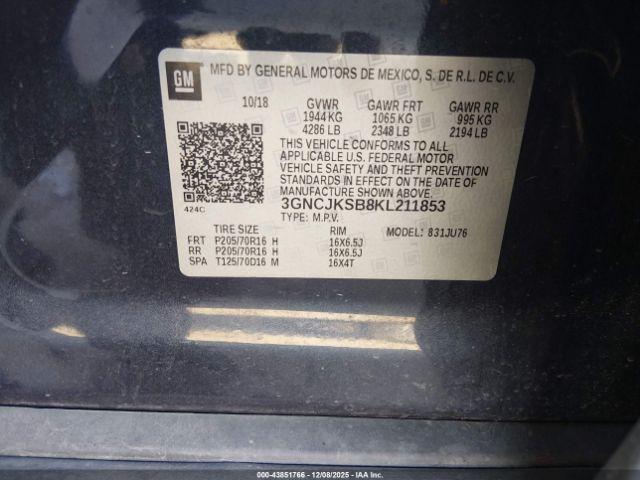 GM
MFD BY GENERAL MOTORS DE MEXICO, S. DE R.L. DE C.V.
10/18 GVWR GAWR FRT GAWR RR
1944 KG 1065 KG 995 KG
4286 LB 2348 LB 2194 LB
THIS VEHICLE CONFORMS TO ALL
APPLICABLE U.S. FEDERAL MOTOR
VEHICLE SAFETY AND THEFT PREVENTION
STANDARDS IN EFFECT ON THE DATE OF
MANUFACTURE SHOWN ABOVE.
424C 3GNCJKSB8KL211853
TYPE: M.P.V.
TIRE SIZE RIM MODEL: 831JU76
FRT P205/70R16 H 16X6.5J
RR P205/70R16 H 16X6.5J
SPA T125/70D16 M 16X4T
000-43851766 • 12/08/2025 • IAA, Inc.